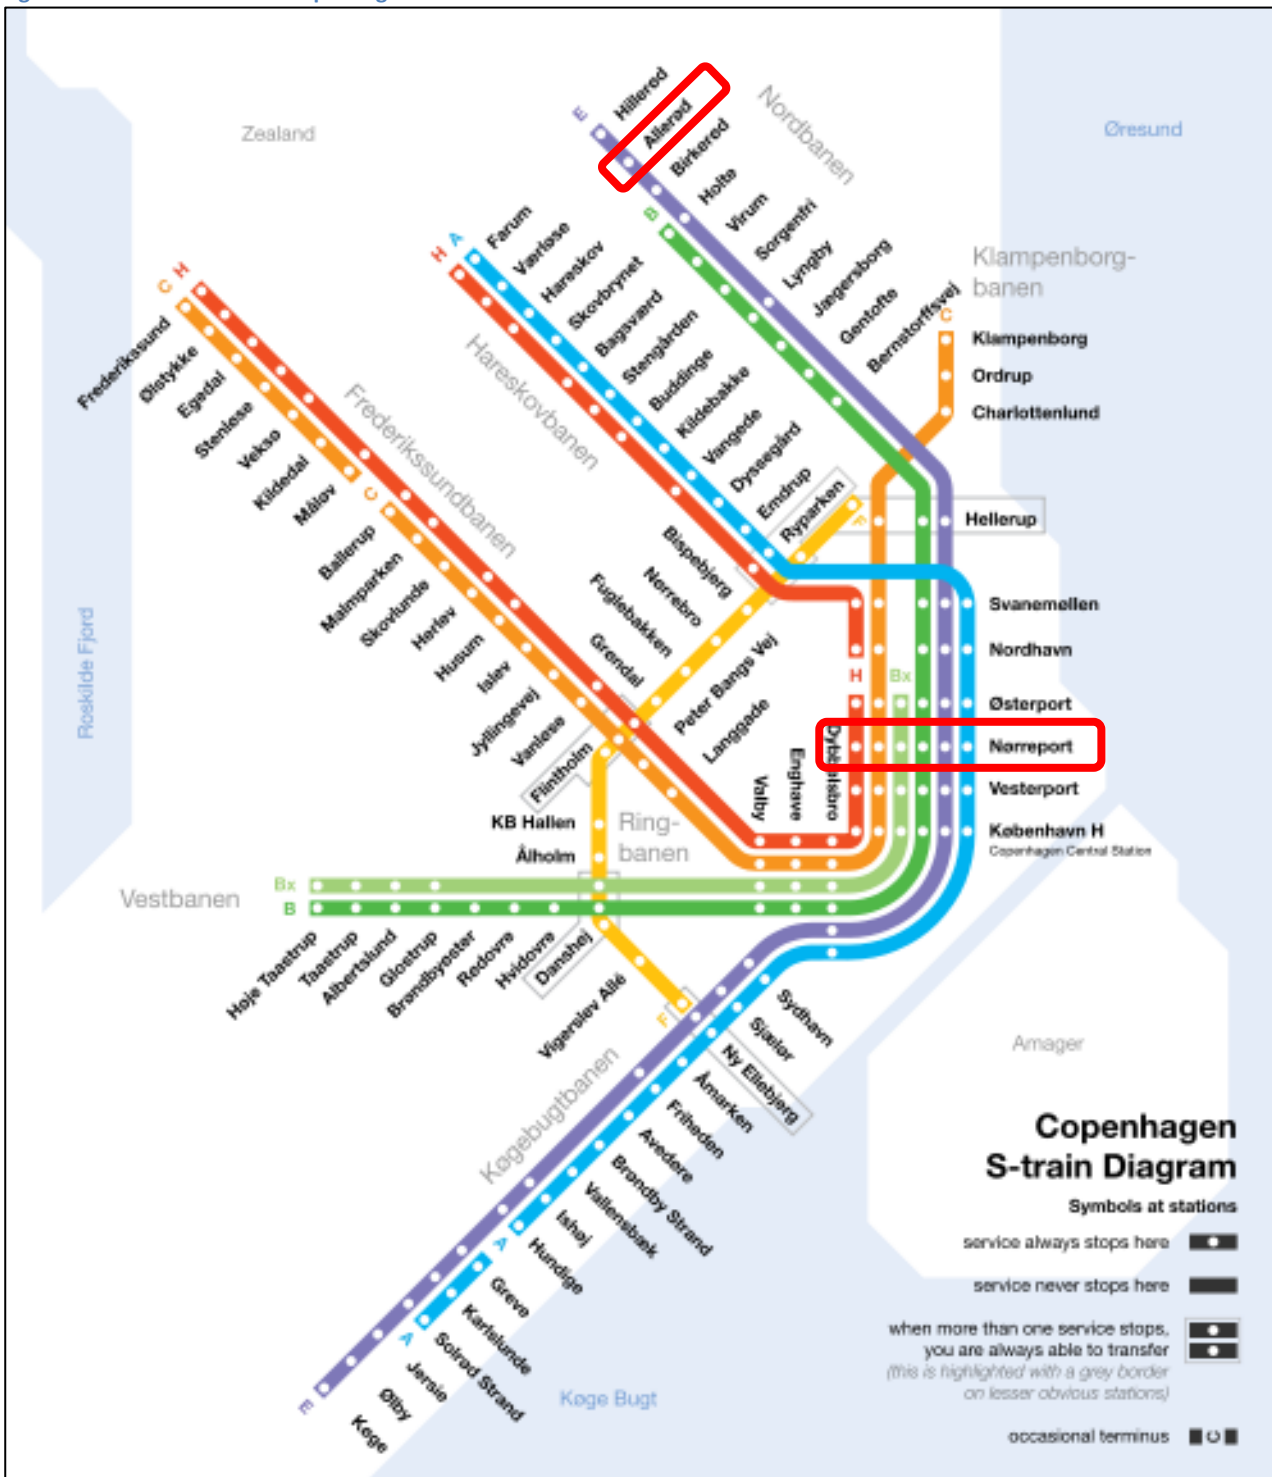 Zealand
Øresund
Nordbanen
E
Hillerød
Allerød
Birkerød
Holte
Virum
Sorgenfri
Lyngby
Jægersborg
Gentofte
Bernstorffsvej
B
Klampenborg-
banen
C
Klampenborg
Ordrup
Charlottenlund
H
A
Farum
Værløse
Hareskov
Skovbrynet
Bagsværd
Stengården
Buddinge
Kildebakke
Vangede
Dyssegård
Emdrup
Ryparken
F
Hareskovbanen
C
H
Frederikssund
Ølstykke
Egedal
Stenløse
Veksø
Kildedal
Måløv
C
Ballerup
Malmparken
Skovlunde
Herlev
Husum
Islev
Jyllingevej
Vanløse
Flintholm
Frederikssundbanen
Bispebjerg
Nørrebro
Fuglebakken
Grøndal
Peter Bangs Vej
Langgade
Valby
Enghave
Dybbølsbro
Hellerup
Svanemøllen
Nordhavn
H
Bx
Østerport
Nørreport
Vesterport
København H
Copenhagen Central Station
Roskilde Fjord
KB Hallen
Ålholm
Ring-
banen
Vestbanen
Bx
B
Høje Taastrup
Taastrup
Albertslund
Glostrup
Brøndbyøster
Rødovre
Hvidovre
Danshøj
Vigerslev Allé
F
Køgebugtbanen
Sydhavn
Sjælør
Ny Ellebjerg
Åmarken
Friheden
Avedøre
Brøndby Strand
Vallensbæk
Ishøj
Hundige
A
Greve
Karlslunde
Solrød Strand
A
Jersie
Ølby
Køge
E
Køge Bugt
Amager
Copenhagen
S-train Diagram
Symbols at stations
service always stops here
service never stops here
when more than one service stops,
you are always able to transfer
(this is highlighted with a grey border
on lesser obvious stations)
occasional terminus
C